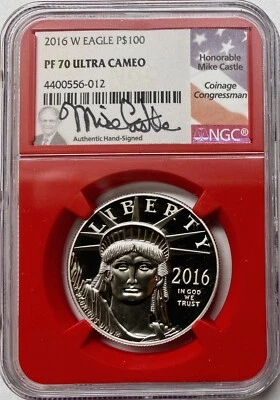 2016 W EAGLE P$100
PF 70 ULTRA CAMEO
4400556-012
Mike Castle
Authentic Hand-Signed
Honorable
Mike Castle
Coinage
Congressman
NGC
LIBERTY
2016
IN GOD
WE
TRUST